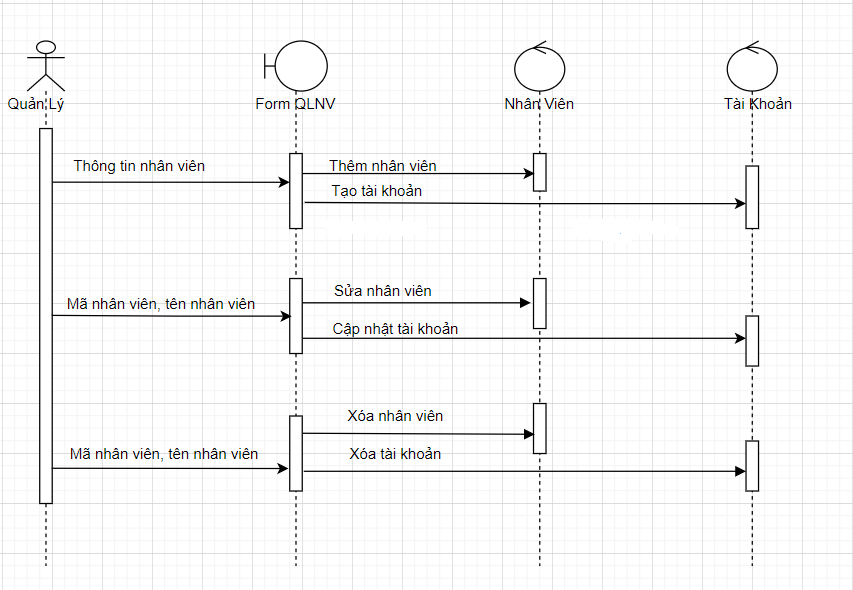 Quản Lý
Form QLNV
Nhân Viên
Tài Khoản
Thông tin nhân viên
Thêm nhân viên
Tạo tài khoản
Mã nhân viên, tên nhân viên
Sửa nhân viên
Cập nhật tài khoản
Xóa nhân viên
Mã nhân viên, tên nhân viên
Xóa tài khoản